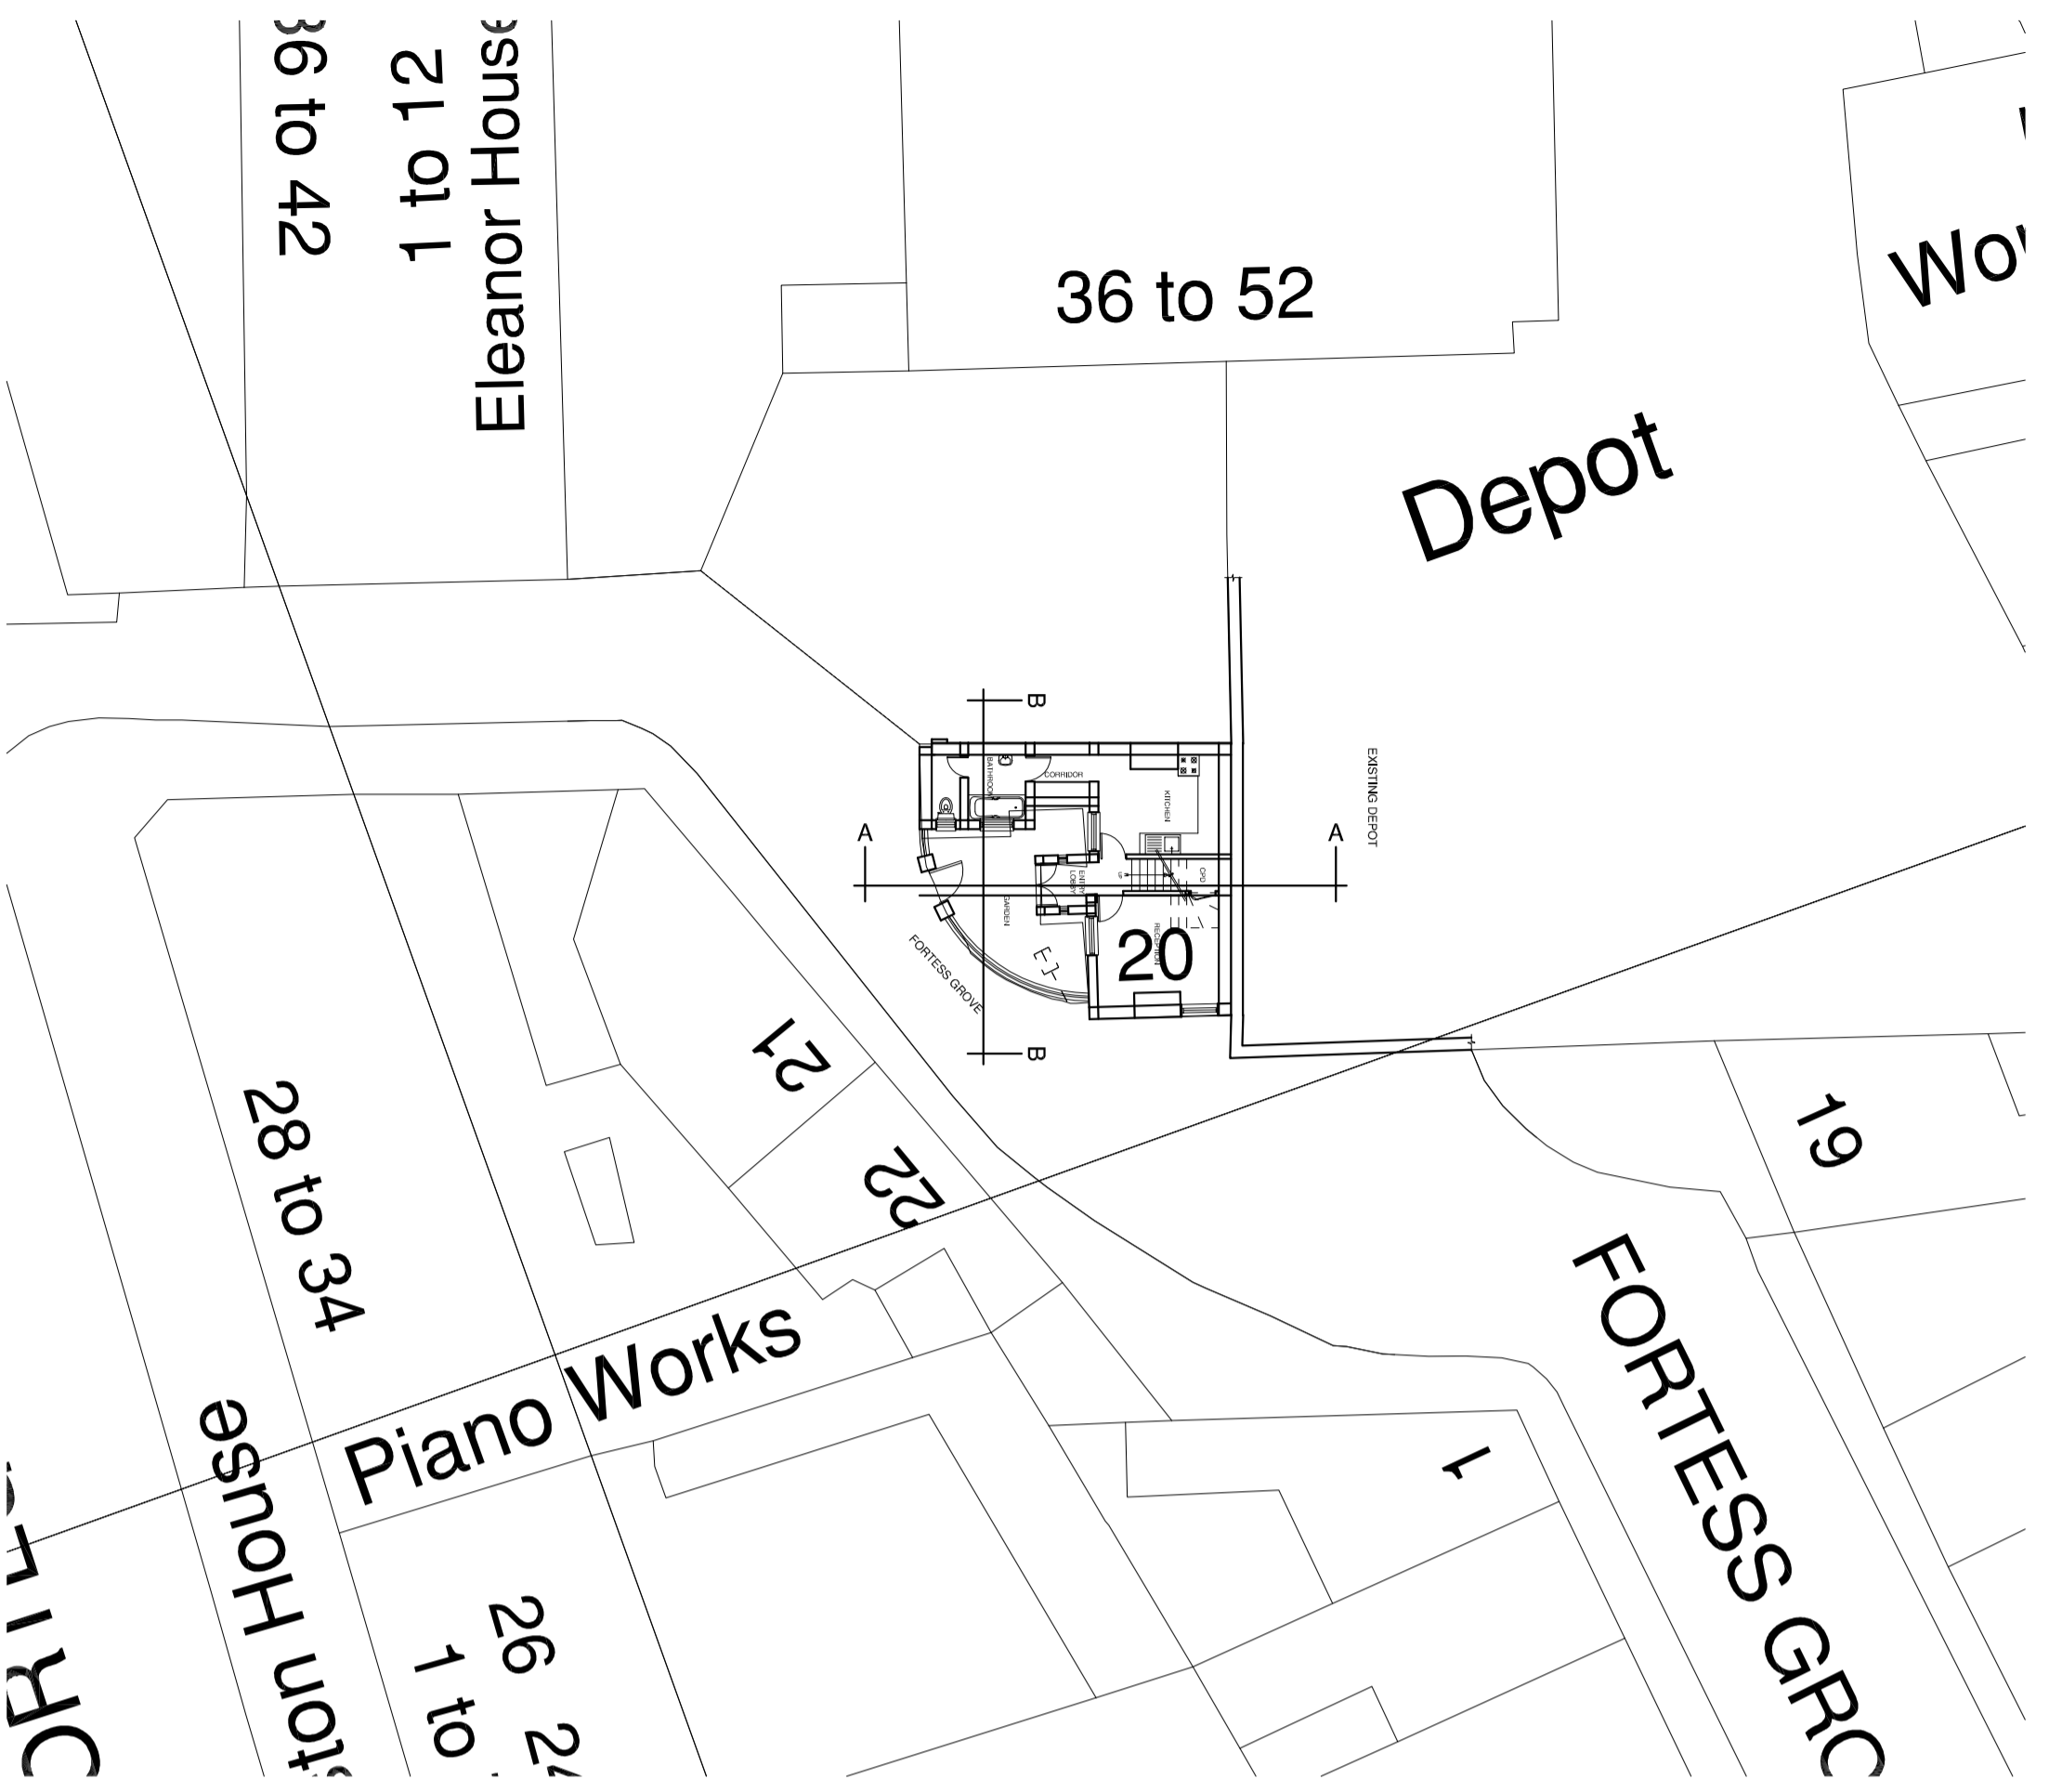 36 to 42
1 to 12
Eleanor House
36 to 52
Depot
B
BATHROOM
CORRIDOR
KITCHEN
EXISTING DEPOT
A
A
ENTRY
LOBBY
UP
CPD
GARDEN
RECEPTION
20
FORTESS GROVE
B
21
22
19
28 to 34
Piano Works
House
1
FORTESS GRO
26
1 to